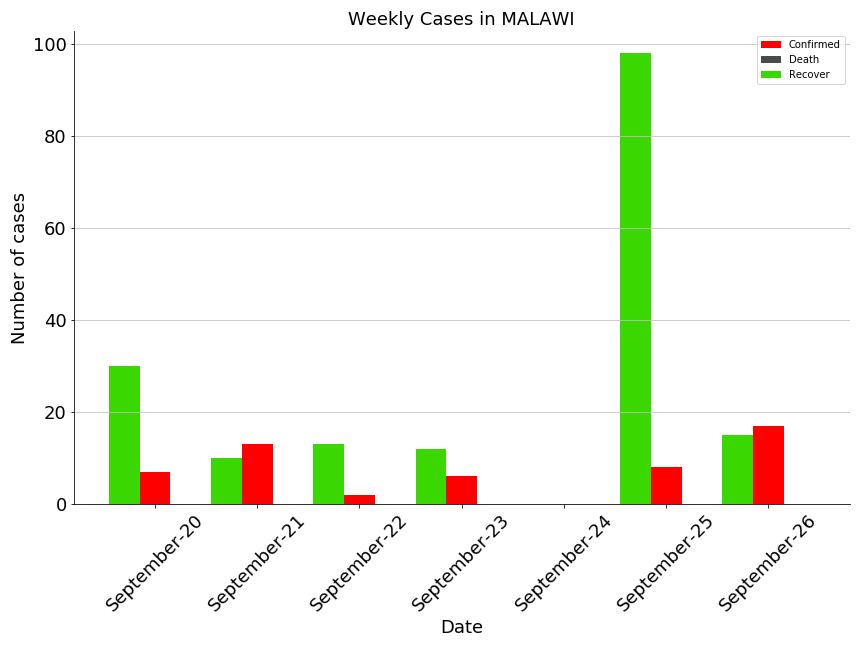 Weekly Cases in MALAWI
Confirmed
Death
Recover
Number of cases
100
80
60
40
20
0
September-20
September-21
September-22
September-23
September-24
September-25
September-26
Date